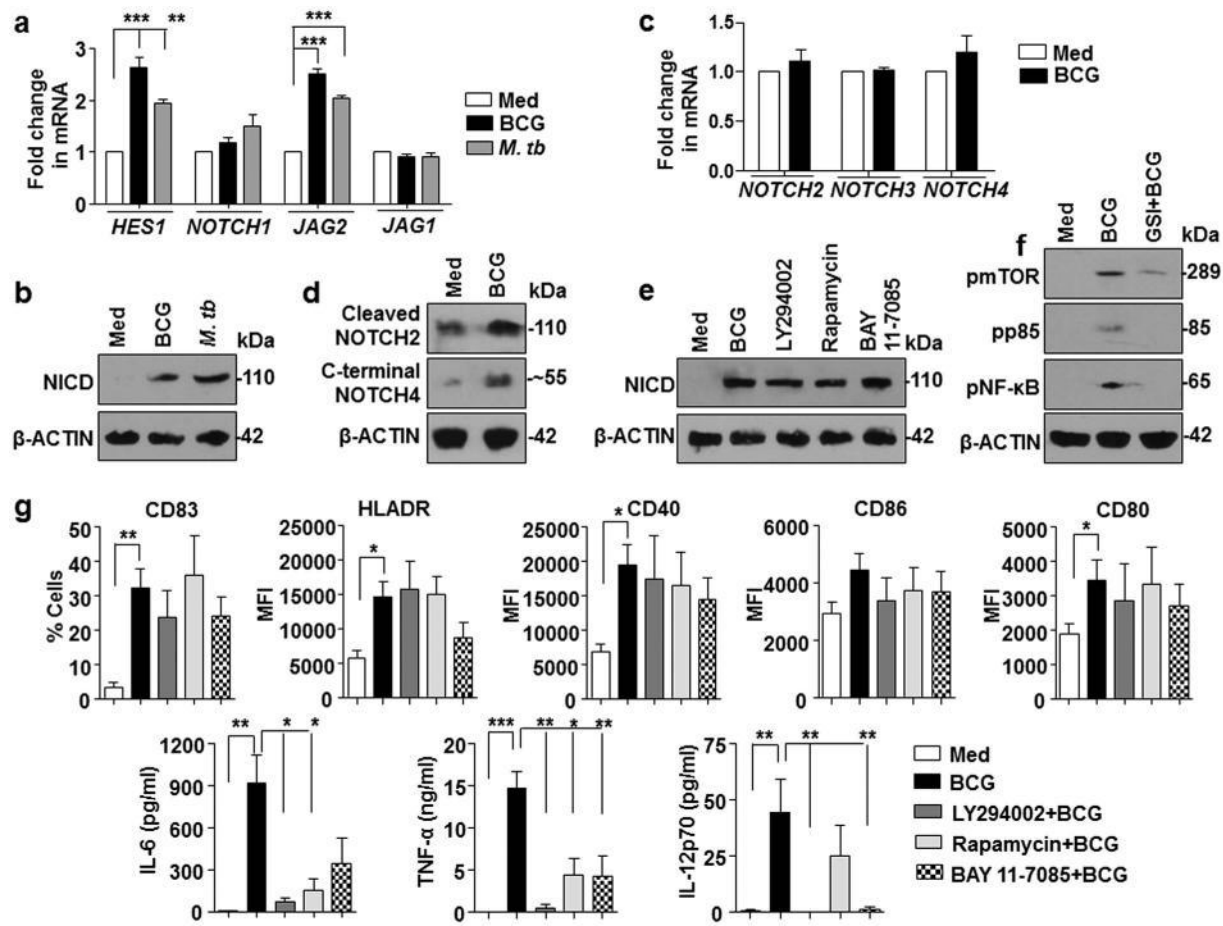 a
*** **
***
***
Fold change
in mRNA
3
2
1
0
HES1 NOTCH1 JAG2 JAG1
Med
BCG
M. tb
c
Fold change
in mRNA
1.5
1.0
0.5
0.0
NOTCH2 NOTCH3 NOTCH4
Med
BCG
b
Med BCG M. tb kDa
NICD -110
β-ACTIN -42
d
Med BCG kDa
Cleaved
NOTCH2 -110
C-terminal
NOTCH4 -~55
β-ACTIN -42
e
Med BCG LY294002 Rapamycin BAY
11-7085 kDa
NICD -110
β-ACTIN -42
f
Med BCG GSI+BCG kDa
pmTOR -289
pp85 -85
pNF-κB -65
β-ACTIN -42
g
CD83
**
% Cells
50
40
30
20
10
0
HLADR
*
MFI
25000
20000
15000
10000
5000
0
CD40
*
MFI
25000
20000
15000
10000
5000
0
CD86
MFI
6000
4000
2000
0
CD80
*
MFI
5000
4000
3000
2000
1000
0
** * *
IL-6 (pg/ml)
1200
900
600
300
0
*** ** * **
TNF-α (ng/ml)
20
15
10
5
0
** ** **
IL-12p70 (pg/ml)
75
50
25
0
Med
BCG
LY294002+BCG
Rapamycin+BCG
BAY 11-7085+BCG